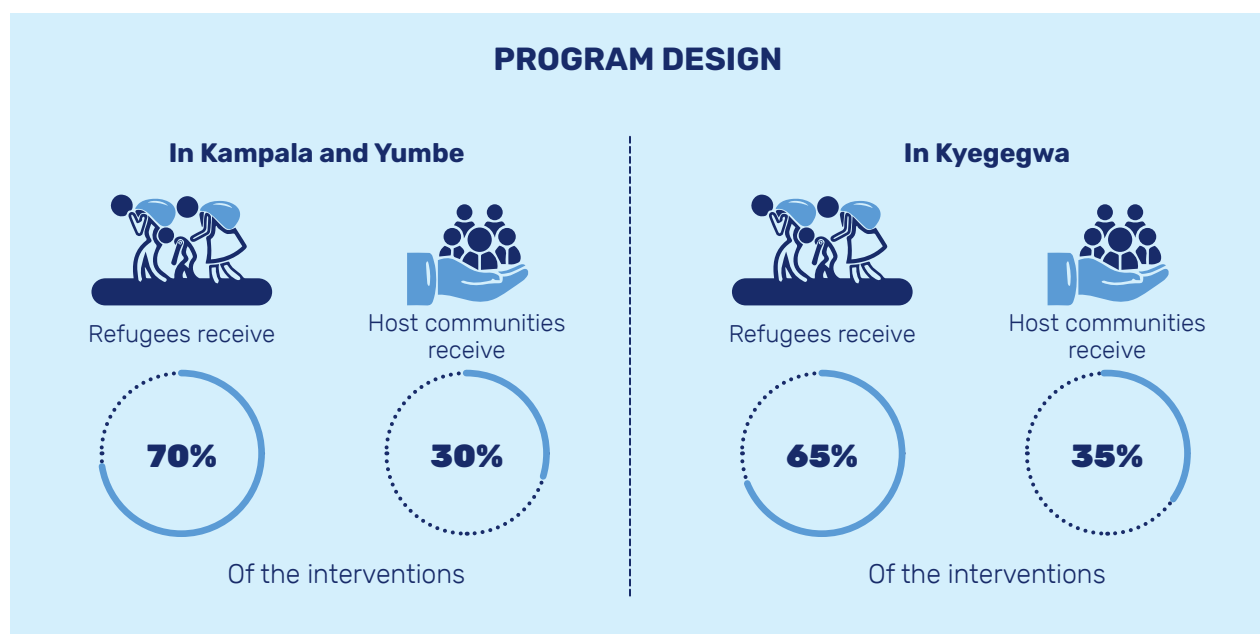 PROGRAM DESIGN
In Kampala and Yumbe
Refugees receive
Host communities
receive
70%
30%
Of the interventions
In Kyegegwa
Refugees receive
Host communities
receive
65%
35%
Of the interventions